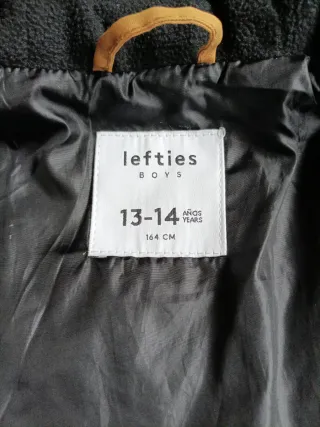 lefties
BOYS
13-14 AÑOS
YEARS
164 CM